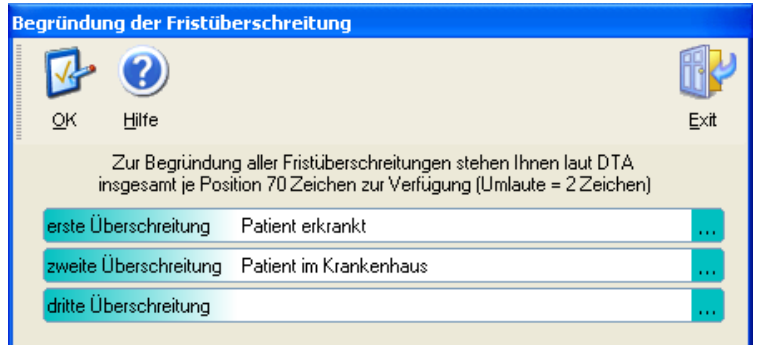 Begründung der Fristüberschreitung
OK Hilfe Exit
Zur Begründung aller Fristüberschreitungen stehen Ihnen laut DTA
insgesamt je Position 70 Zeichen zur Verfügung (Umlaute = 2 Zeichen)
erste Überschreitung Patient erkrankt ...
zweite Überschreitung Patient im Krankenhaus ...
dritte Überschreitung ...